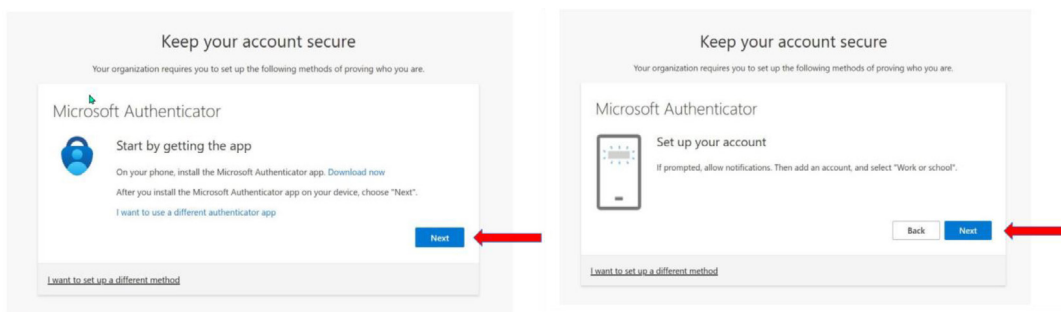 Keep your account secure
Your organization requires you to set up the following methods of proving who you are.
Microsoft Authenticator
Start by getting the app
On your phone, install the Microsoft Authenticator app. Download now
After you install the Microsoft Authenticator app on your device, choose "Next".
I want to use a different authenticator app
Next
I want to set up a different method
Keep your account secure
Your organization requires you to set up the following methods of proving who you are.
Microsoft Authenticator
Set up your account
If prompted, allow notifications. Then add an account, and select "Work or school".
Back Next
I want to set up a different method